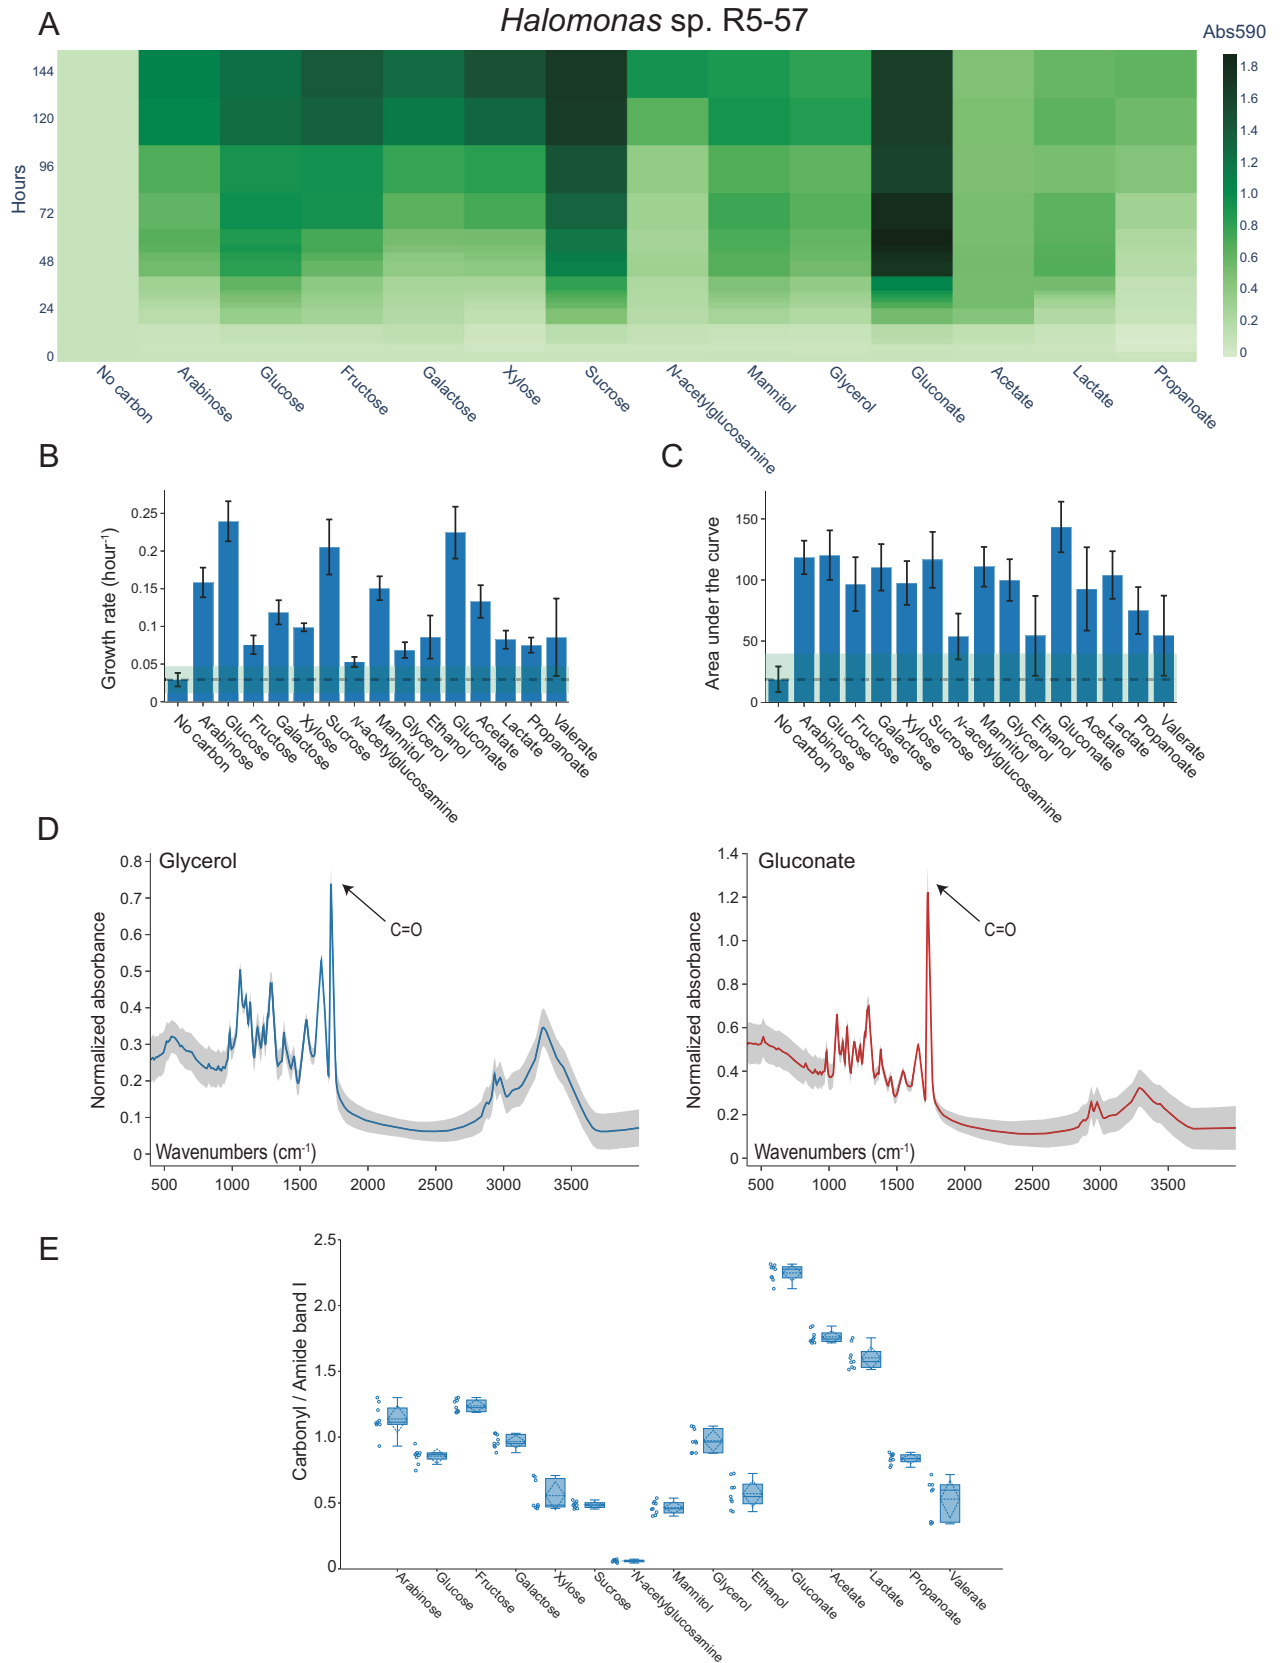 A
Halomonas sp. R5-57
Abs590
Hours
144
120
96
72
48
24
0
1.8
1.6
1.4
1.2
1.0
0.8
0.6
0.4
0.2
0
No carbon
Arabinose
Glucose
Fructose
Galactose
Xylose
Sucrose
N-acetylglucosamine
Mannitol
Glycerol
Gluconate
Acetate
Lactate
Propanoate
B
Growth rate (hour⁻¹)
0.25
0.2
0.15
0.1
0.05
0
No carbon
Arabinose
Glucose
Fructose
Galactose
Xylose
Sucrose
N-acetylglucosamine
Mannitol
Glycerol
Ethanol
Gluconate
Acetate
Lactate
Propanoate
Valerate
C
Area under the curve
150
100
50
0
No carbon
Arabinose
Glucose
Fructose
Galactose
Xylose
Sucrose
N-acetylglucosamine
Mannitol
Glycerol
Ethanol
Gluconate
Acetate
Lactate
Propanoate
Valerate
D
Glycerol
Normalized absorbance
0.8
0.7
0.6
0.5
0.4
0.3
0.2
0.1
0
C=O
Wavenumbers (cm⁻¹)
500 1000 1500 2000 2500 3000 3500
Gluconate
Normalized absorbance
1.4
1.2
1.0
0.8
0.6
0.4
0.2
0
C=O
Wavenumbers (cm⁻¹)
500 1000 1500 2000 2500 3000 3500
E
Carbonyl / Amide band I
2.5
2.0
1.5
1.0
0.5
0
Arabinose
Glucose
Fructose
Galactose
Xylose
Sucrose
N-acetylglucosamine
Mannitol
Glycerol
Ethanol
Gluconate
Acetate
Lactate
Propanoate
Valerate